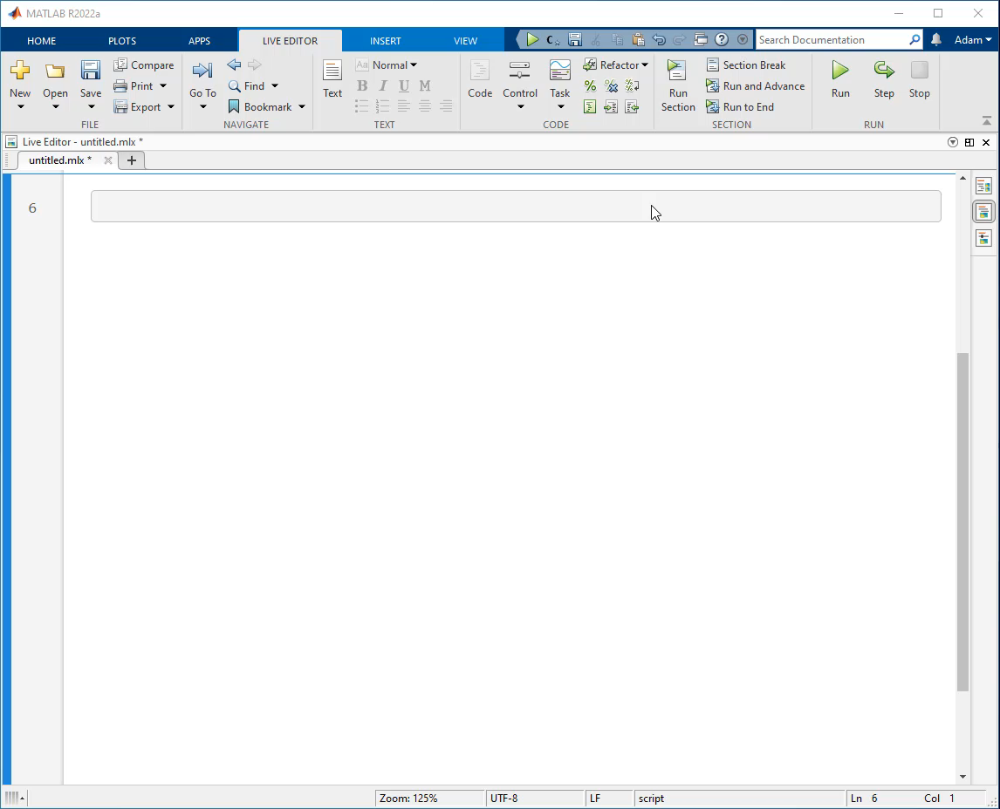 MATLAB R2022a
HOME PLOTS APPS LIVE EDITOR INSERT VIEW Search Documentation Adam
New Open Save Compare Print Export
FILE
Go To Find Bookmark
NAVIGATE
Text Aa Normal B I U M
TEXT
Code Control Task Refactor
CODE
Run Section Section Break Run and Advance Run to End
SECTION
Run Step Stop
RUN
Live Editor - untitled.mlx *
untitled.mlx *
6
Zoom: 125% UTF-8 LF script Ln 6 Col 1